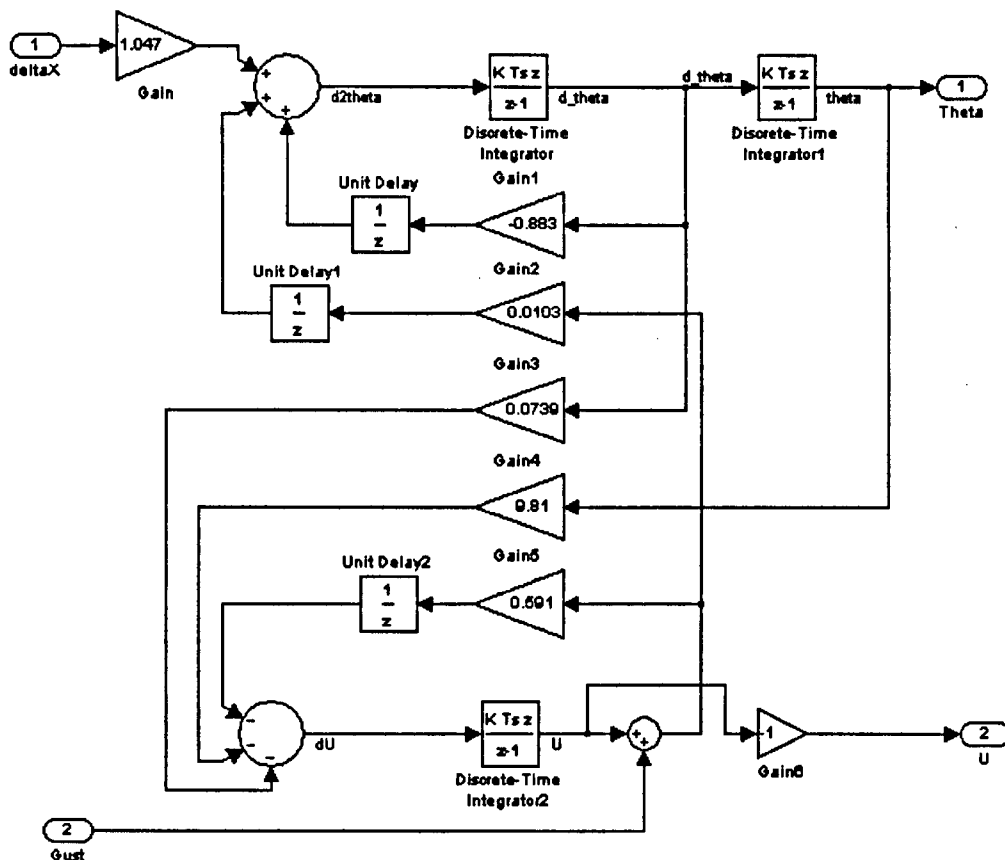 1
deltaX
1.047
Gain
+
+
+
d2theta
K Ts z
z-1
d_theta
Discrete-Time
Integrator
d_theta
K Ts z
z-1
theta
Discrete-Time
Integrator1
1
Theta
Unit Delay
1
z
Gain1
-0.883
Unit Delay1
1
z
Gain2
0.0103
Gain3
0.0739
Gain4
9.81
Unit Delay2
1
z
Gain5
0.591
-
-
-
dU
K Ts z
z-1
U
Discrete-Time
Integrator2
+
+
Gain6
2
U
2
Gust